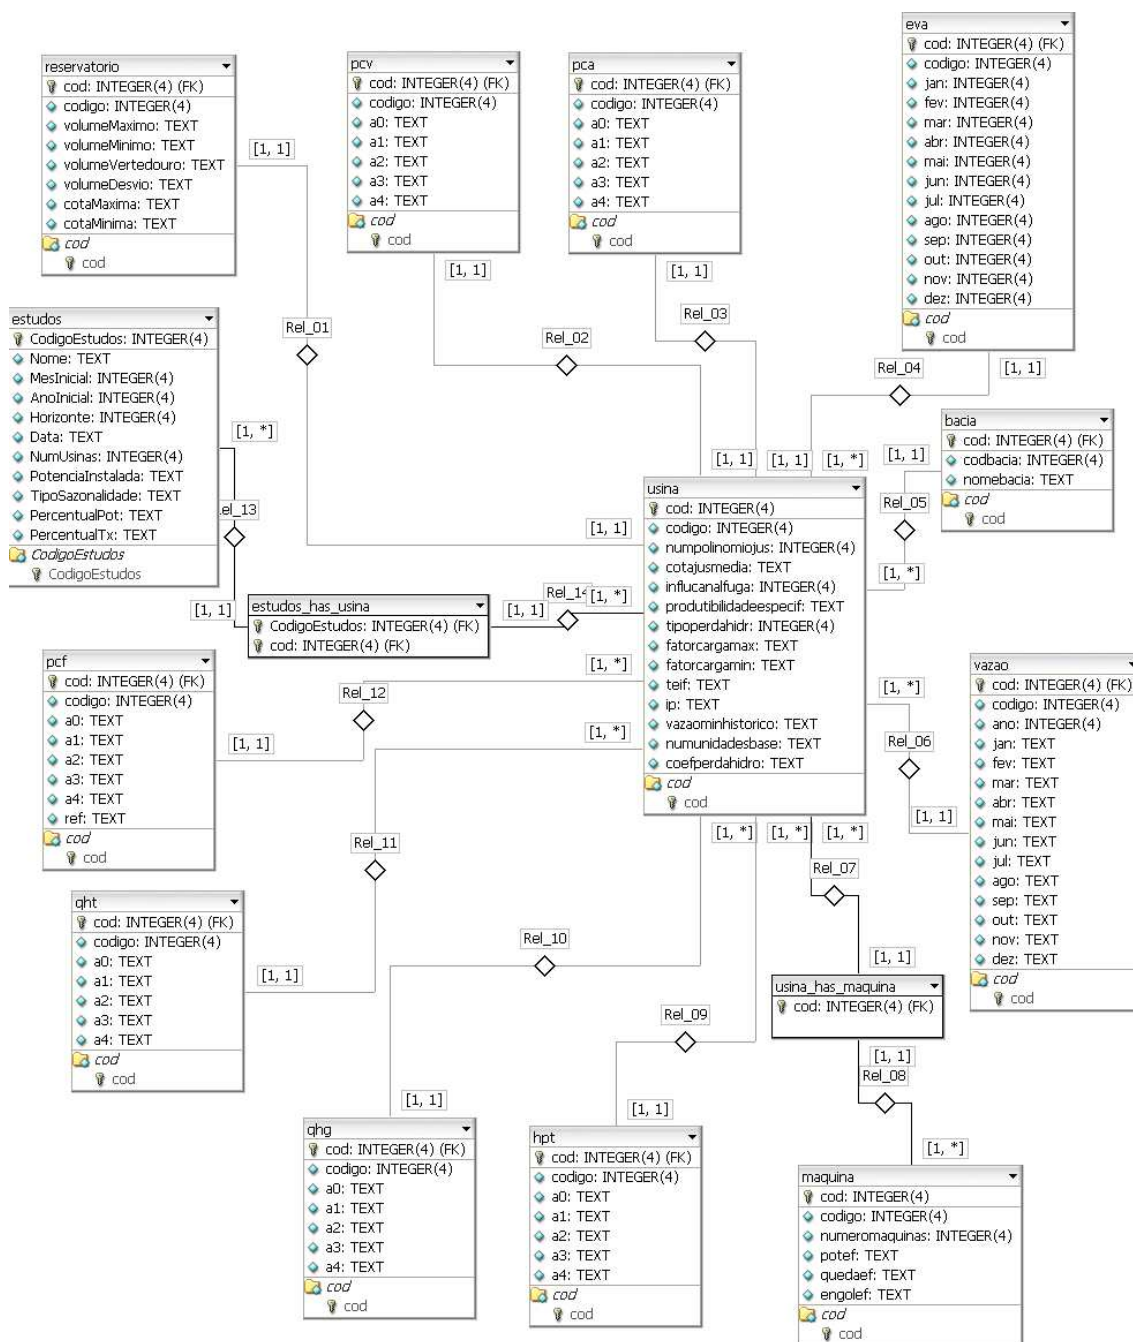 eva
cod: INTEGER(4) (FK)
codigo: INTEGER(4)
jan: INTEGER(4)
fev: INTEGER(4)
mar: INTEGER(4)
abr: INTEGER(4)
mai: INTEGER(4)
jun: INTEGER(4)
jul: INTEGER(4)
ago: INTEGER(4)
sep: INTEGER(4)
out: INTEGER(4)
nov: INTEGER(4)
dez: INTEGER(4)
cod
cod
reservatorio
cod: INTEGER(4) (FK)
codigo: INTEGER(4)
volumeMaximo: TEXT
volumeMinimo: TEXT
volumeVertedouro: TEXT
volumeDesvio: TEXT
cotaMaxima: TEXT
cotaMinima: TEXT
cod
cod
pcv
cod: INTEGER(4) (FK)
codigo: INTEGER(4)
a0: TEXT
a1: TEXT
a2: TEXT
a3: TEXT
a4: TEXT
cod
cod
pca
cod: INTEGER(4) (FK)
codigo: INTEGER(4)
a0: TEXT
a1: TEXT
a2: TEXT
a3: TEXT
a4: TEXT
cod
cod
[1, 1]
[1, 1]
[1, 1]
[1, 1]
Rel_01
Rel_02
Rel_03
Rel_04
estudos
CodigoEstudos: INTEGER(4)
Nome: TEXT
MesInicial: INTEGER(4)
AnoInicial: INTEGER(4)
Horizonte: INTEGER(4)
Data: TEXT
NumUsinas: INTEGER(4)
PotenciaInstalada: TEXT
TipoSazonalidade: TEXT
PercentualPot: TEXT
PercentualTx: TEXT
CodigoEstudos
CodigoEstudos
[1, *]
el_13
[1, 1]
[1, 1]
[1, 1]
[1, *]
[1, 1]
bacia
cod: INTEGER(4) (FK)
codbacia: INTEGER(4)
nomebacia: TEXT
cod
cod
Rel_05
[1, *]
usina
cod: INTEGER(4)
codigo: INTEGER(4)
numpolinomiojus: INTEGER(4)
cotajusmedia: TEXT
influcanalfuga: INTEGER(4)
produtibilidadeespecif: TEXT
tipoperdahidr: INTEGER(4)
fatorcargamax: TEXT
fatorcargamin: TEXT
teif: TEXT
ip: TEXT
vazaominhistorico: TEXT
numunidadesbase: TEXT
coefperdahidro: TEXT
cod
cod
[1, 1]
[1, 1]
estudos_has_usina
CodigoEstudos: INTEGER(4) (FK)
cod: INTEGER(4) (FK)
[1, 1]
Rel_14
[1, *]
pcf
cod: INTEGER(4) (FK)
codigo: INTEGER(4)
a0: TEXT
a1: TEXT
a2: TEXT
a3: TEXT
a4: TEXT
ref: TEXT
cod
cod
[1, *]
Rel_12
[1, 1]
[1, *]
vazao
cod: INTEGER(4) (FK)
codigo: INTEGER(4)
ano: INTEGER(4)
jan: TEXT
fev: TEXT
mar: TEXT
abr: TEXT
mai: TEXT
jun: TEXT
jul: TEXT
ago: TEXT
sep: TEXT
out: TEXT
nov: TEXT
dez: TEXT
cod
cod
[1, *]
Rel_06
[1, 1]
[1, *]
[1, *]
[1, *]
Rel_11
Rel_07
qht
cod: INTEGER(4) (FK)
codigo: INTEGER(4)
a0: TEXT
a1: TEXT
a2: TEXT
a3: TEXT
a4: TEXT
cod
cod
[1, 1]
Rel_10
Rel_09
[1, 1]
usina_has_maquina
cod: INTEGER(4) (FK)
[1, 1]
Rel_08
[1, 1]
[1, 1]
[1, *]
qhg
cod: INTEGER(4) (FK)
codigo: INTEGER(4)
a0: TEXT
a1: TEXT
a2: TEXT
a3: TEXT
a4: TEXT
cod
cod
hpt
cod: INTEGER(4) (FK)
codigo: INTEGER(4)
a0: TEXT
a1: TEXT
a2: TEXT
a3: TEXT
a4: TEXT
cod
cod
maquina
cod: INTEGER(4)
codigo: INTEGER(4)
numeromaquinas: INTEGER(4)
potef: TEXT
quedaef: TEXT
engolef: TEXT
cod
cod